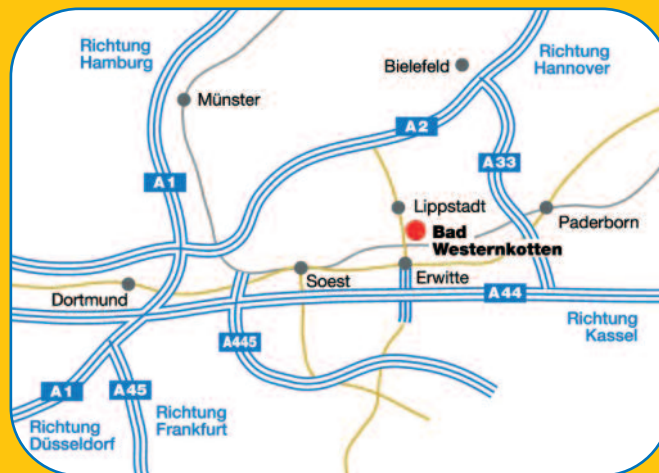 Richtung
Hamburg
Bielefeld
Richtung
Hannover
Münster
A2
A1
A33
Lippstadt
Paderborn
Bad
Westernkotten
Soest
Erwitte
Dortmund
A44
Richtung
Kassel
A445
A1
A45
Richtung
Düsseldorf
Richtung
Frankfurt